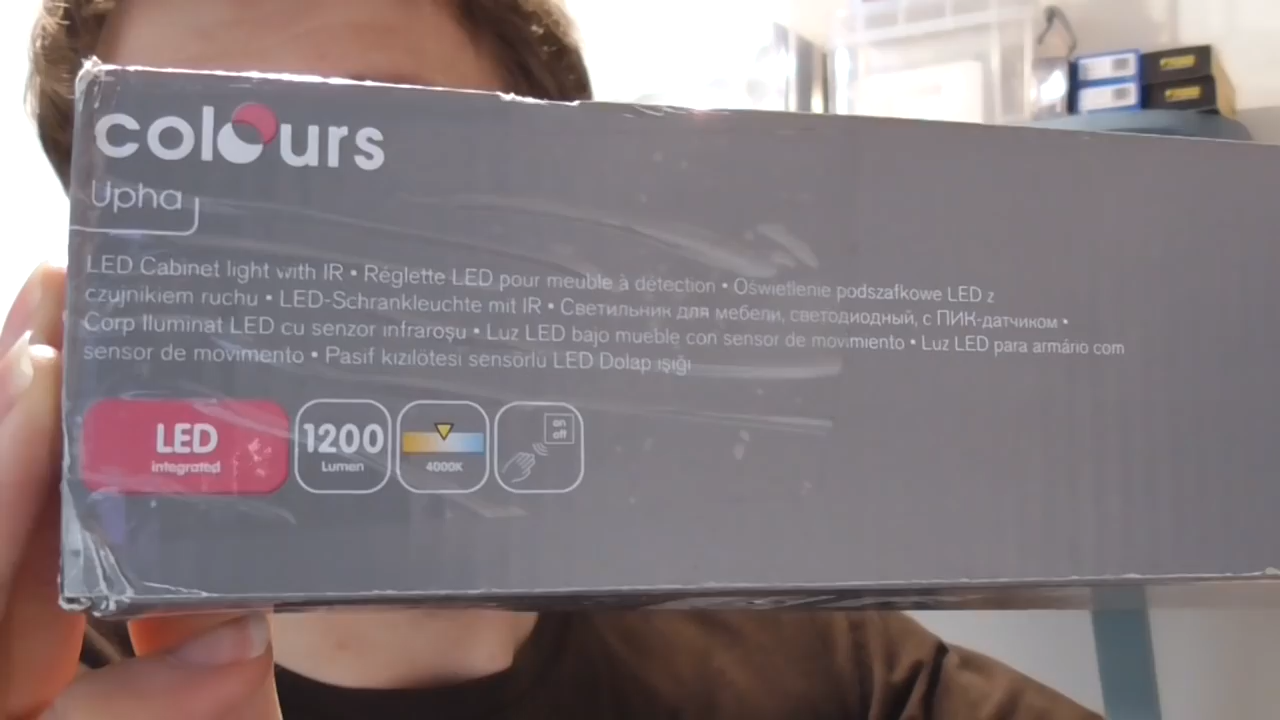 colours
Upha
LED Cabinet light with IR • Réglette LED pour meuble à détection • Oświetlenie podszafkowe LED z
czujnikiem ruchu • LED-Schrankleuchte mit IR • Светильник для мебели, светодиодный, с ПИК-датчиком •
Corp Iluminat LED cu senzor infraroşu • Luz LED bajo mueble con sensor de movimiento • Luz LED para armário com
sensor de movimento • Pasif kızılötesi sensörlü LED Dolap ışığı
LED
integrated
1200
Lumen
4000K
on
off